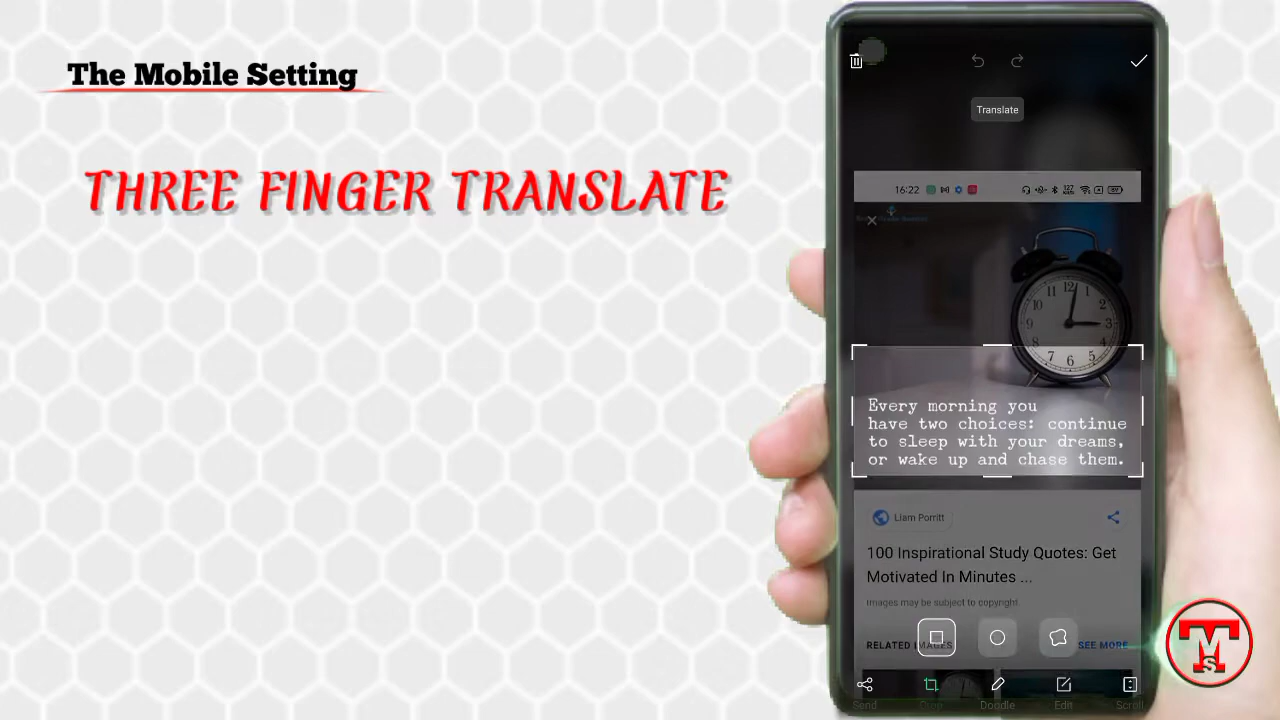 The Mobile Setting
THREE FINGER TRANSLATE
Translate
16:22
Every morning you
have two choices: continue
to sleep with your dreams,
or wake up and chase them.
Liam Porritt
100 Inspirational Study Quotes: Get
Motivated In Minutes ...
Images may be subject to copyright
RELATED IMAGES
SEE MORE
Send
Crop
Doodle
Edit
Scroll
TMs